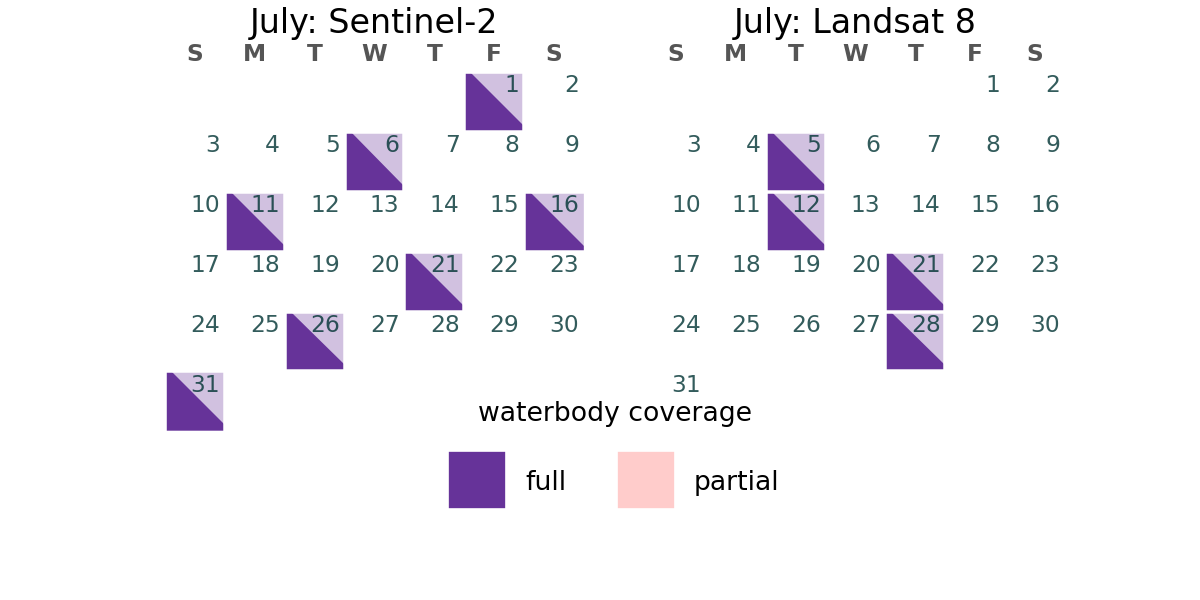 July: Sentinel-2
S M T W T F S
1 2
3 4 5 6 7 8 9
10 11 12 13 14 15 16
17 18 19 20 21 22 23
24 25 26 27 28 29 30
31
July: Landsat 8
S M T W T F S
1 2
3 4 5 6 7 8 9
10 11 12 13 14 15 16
17 18 19 20 21 22 23
24 25 26 27 28 29 30
31
waterbody coverage
full
partial